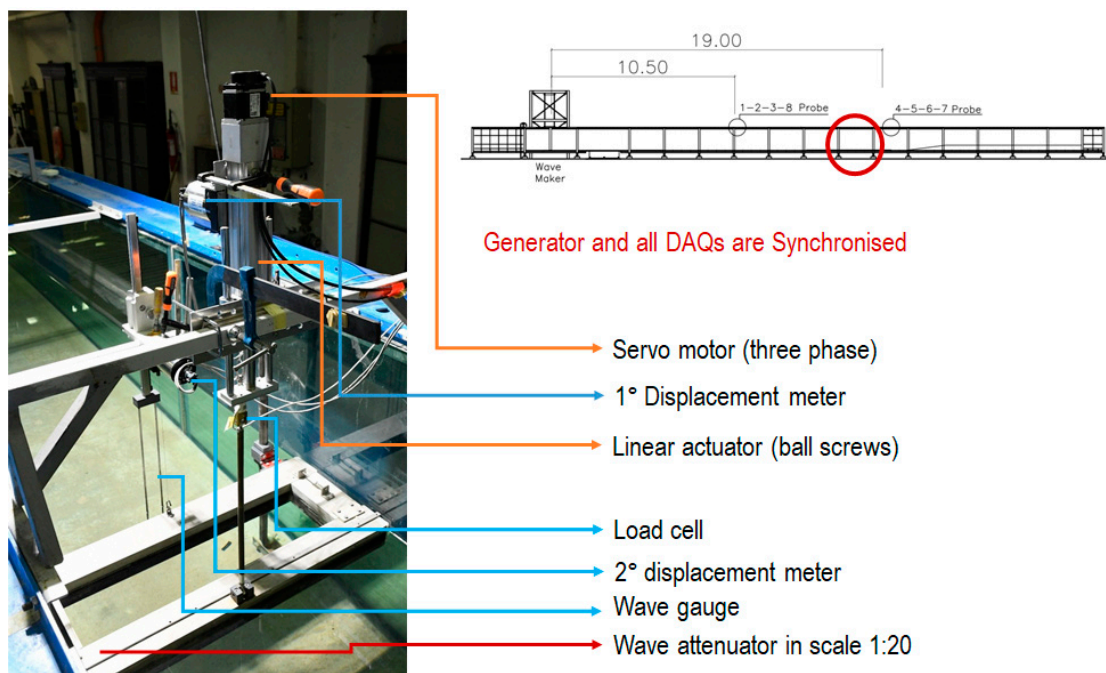 19.00
10.50
1-2-3-8 Probe
4-5-6-7 Probe
Wave
Maker
Generator and all DAQs are Synchronised
Servo motor (three phase)
1° Displacement meter
Linear actuator (ball screws)
Load cell
2° displacement meter
Wave gauge
Wave attenuator in scale 1:20